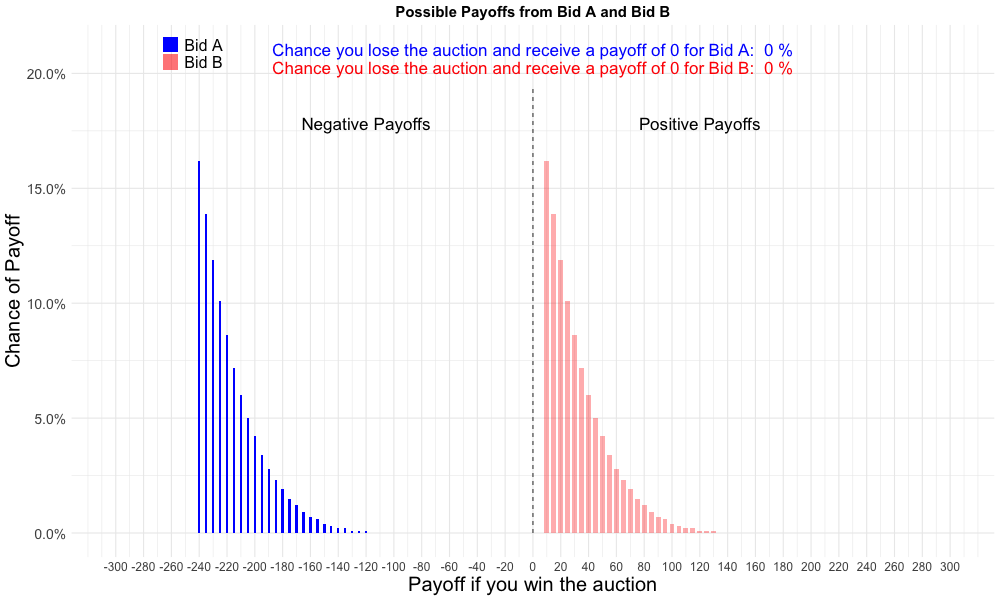 Possible Payoffs from Bid A and Bid B
Bid A
Bid B
Chance you lose the auction and receive a payoff of 0 for Bid A:  0 %
Chance you lose the auction and receive a payoff of 0 for Bid B:  0 %
Negative Payoffs
Positive Payoffs
Chance of Payoff
20.0%
15.0%
10.0%
5.0%
0.0%
-300 -280 -260 -240 -220 -200 -180 -160 -140 -120 -100 -80 -60 -40 -20 0 20 40 60 80 100 120 140 160 180 200 220 240 260 280 300
Payoff if you win the auction